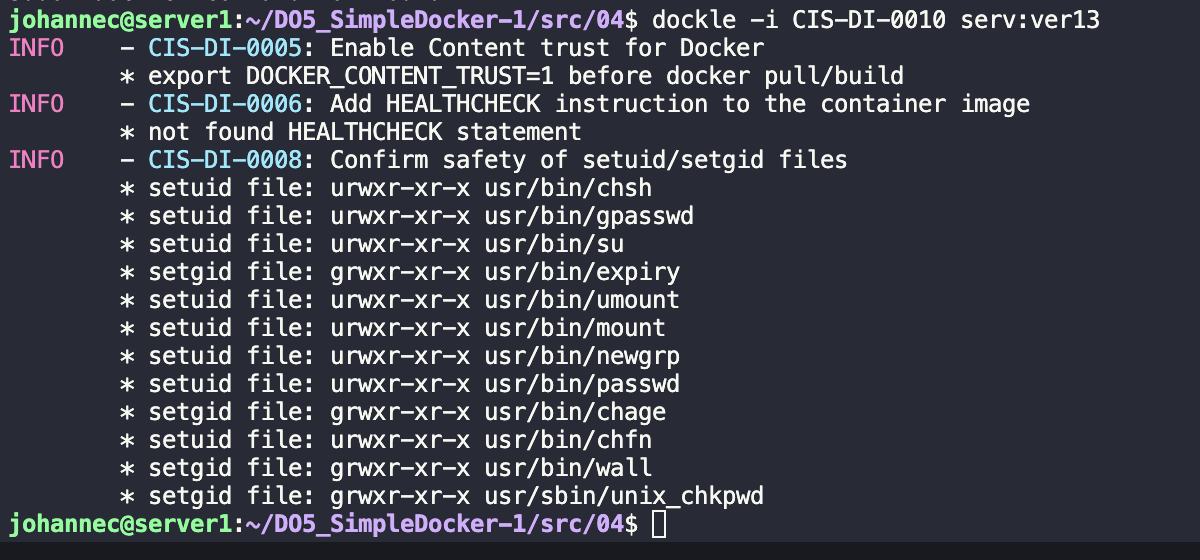 johannec@server1:~/DO5_SimpleDocker-1/src/04$ dockle -i CIS-DI-0010 serv:ver13
INFO    - CIS-DI-0005: Enable Content trust for Docker
        * export DOCKER_CONTENT_TRUST=1 before docker pull/build
INFO    - CIS-DI-0006: Add HEALTHCHECK instruction to the container image
        * not found HEALTHCHECK statement
INFO    - CIS-DI-0008: Confirm safety of setuid/setgid files
        * setuid file: urwxr-xr-x usr/bin/chsh
        * setuid file: urwxr-xr-x usr/bin/gpasswd
        * setuid file: urwxr-xr-x usr/bin/su
        * setgid file: grwxr-xr-x usr/bin/expiry
        * setuid file: urwxr-xr-x usr/bin/umount
        * setuid file: urwxr-xr-x usr/bin/mount
        * setuid file: urwxr-xr-x usr/bin/newgrp
        * setuid file: urwxr-xr-x usr/bin/passwd
        * setgid file: grwxr-xr-x usr/bin/chage
        * setuid file: urwxr-xr-x usr/bin/chfn
        * setgid file: grwxr-xr-x usr/bin/wall
        * setgid file: grwxr-xr-x usr/sbin/unix_chkpwd
johannec@server1:~/DO5_SimpleDocker-1/src/04$